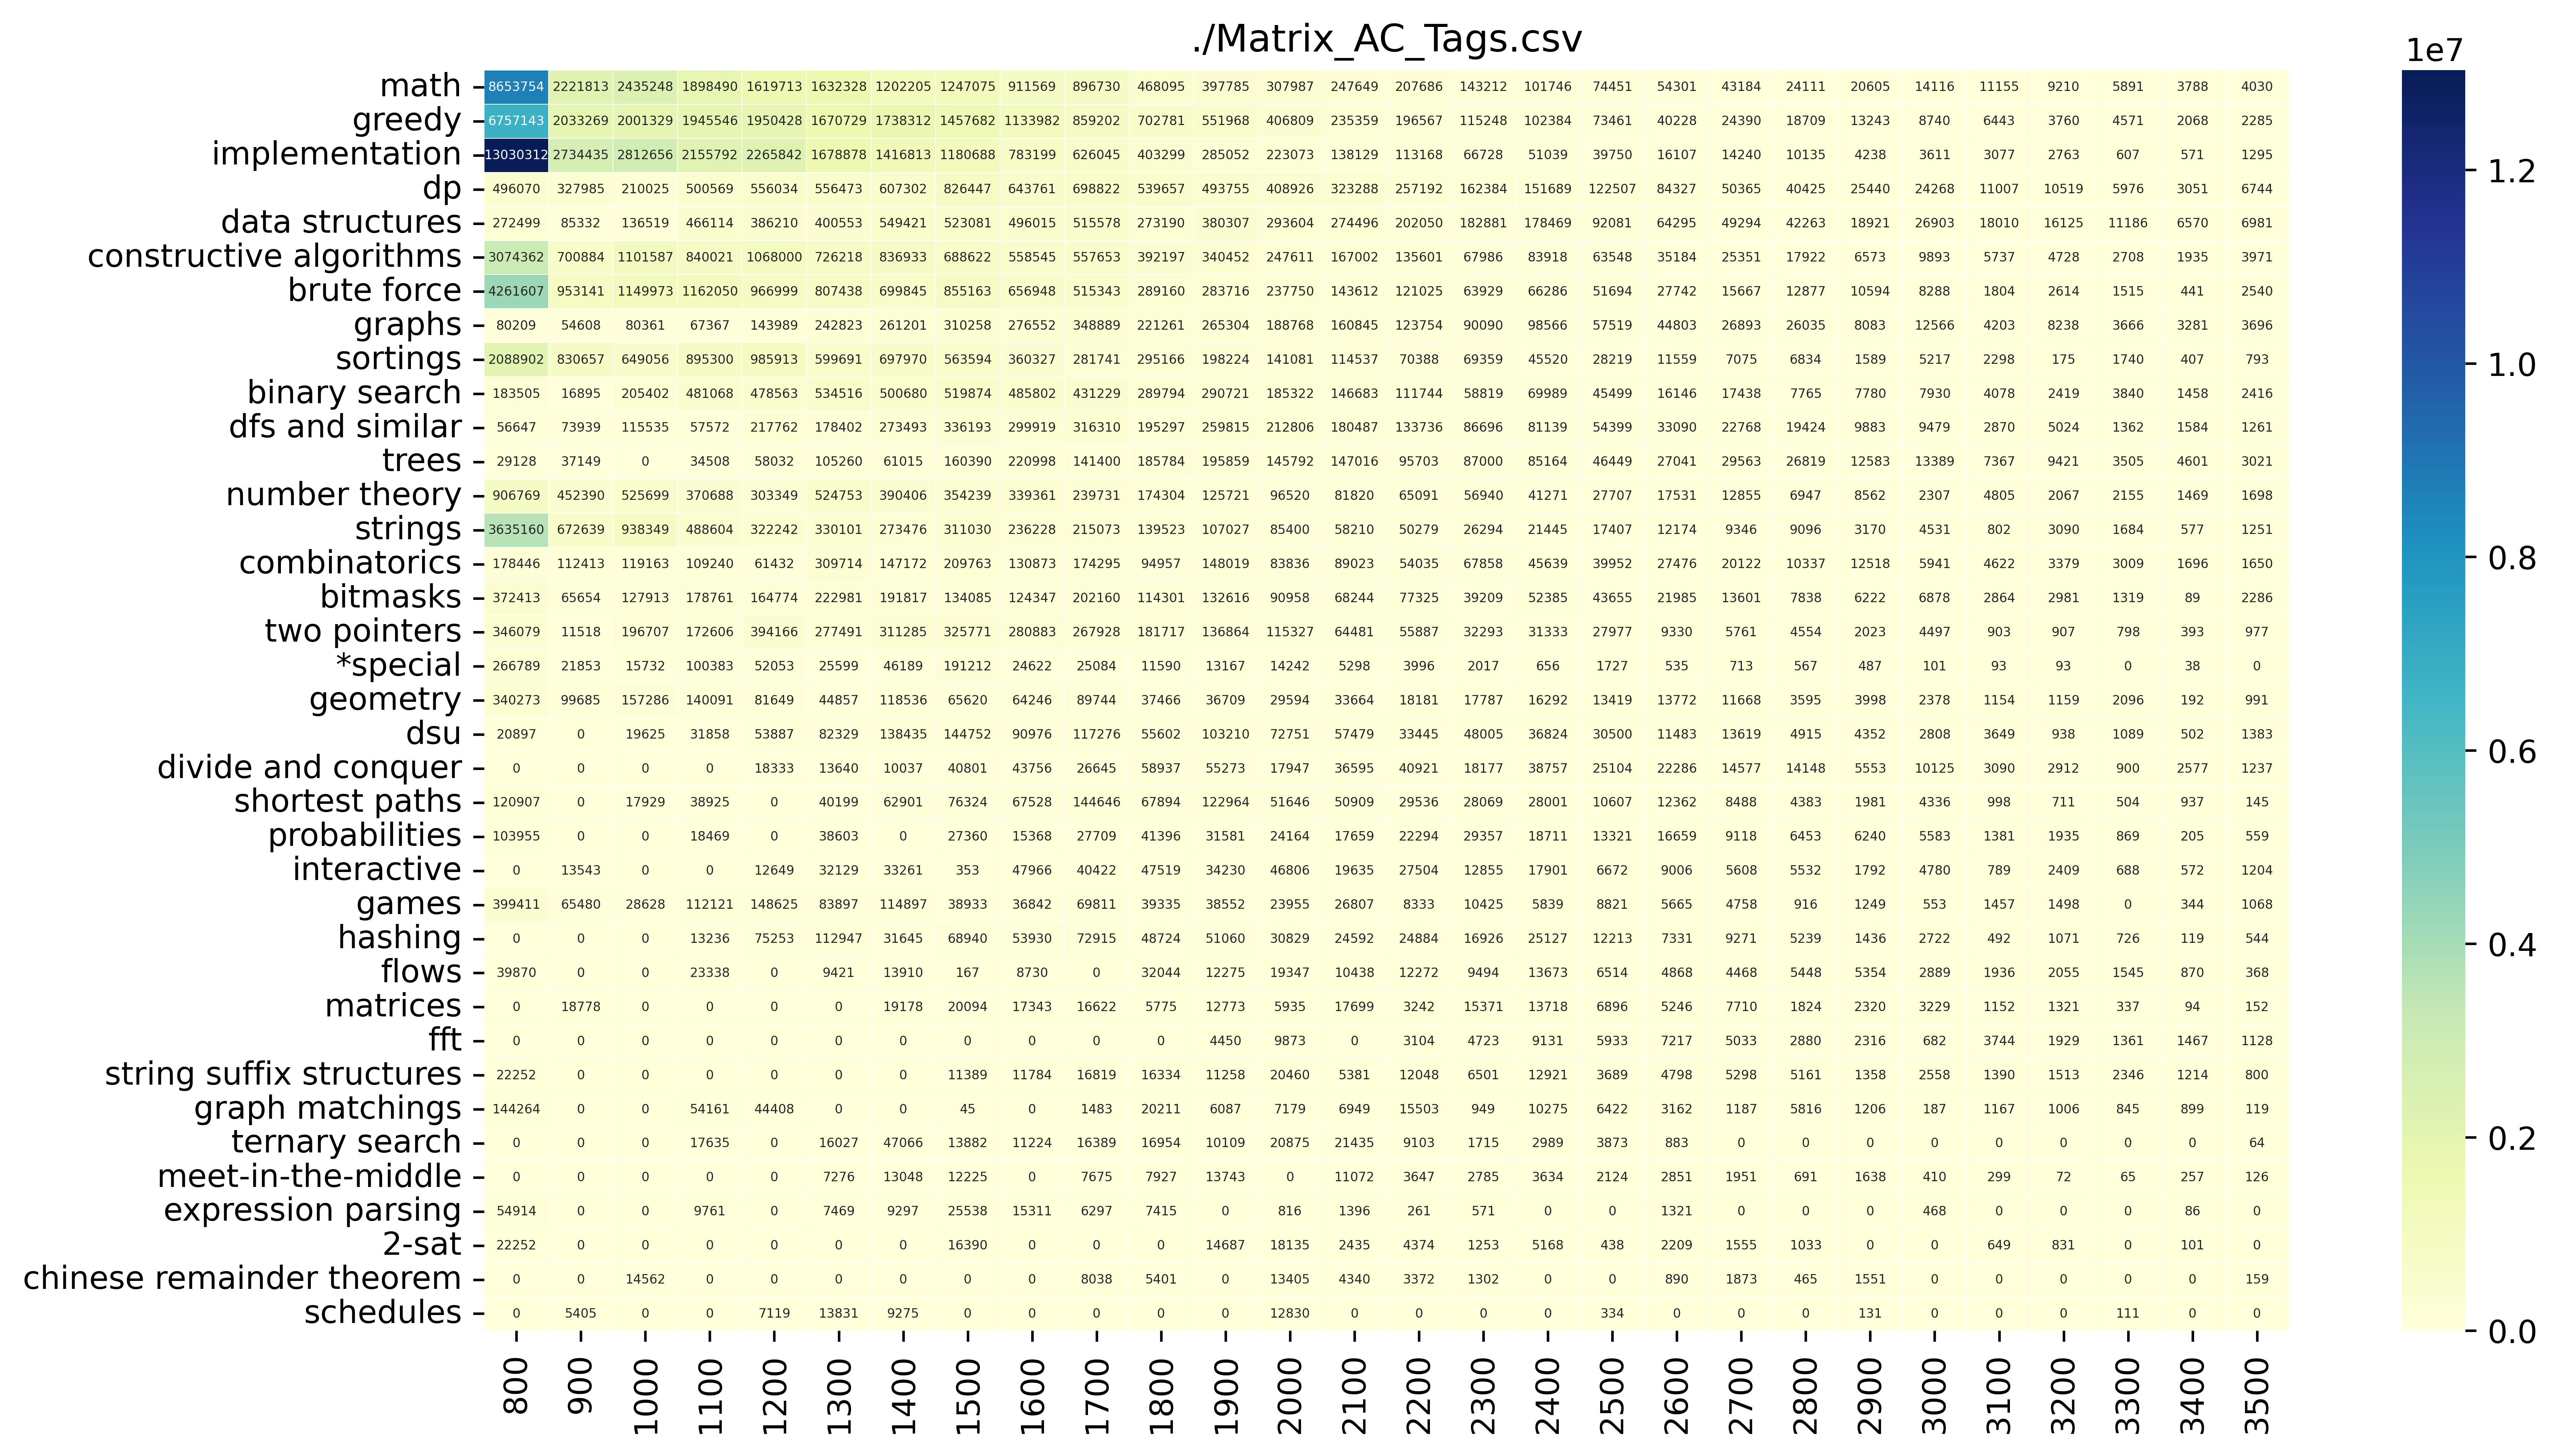 ./Matrix_AC_Tags.csv
1e7
math 8653754 2221813 2435248 1898490 1619713 1632328 1202205 1247075 911569 896730 468095 397785 307987 247649 207686 143212 101746 74451 54301 43184 24111 20605 14116 11155 9210 5891 3788 4030
greedy 6757143 2033269 2001329 1945546 1950428 1670729 1738312 1457682 1133982 859202 702781 551968 406809 235359 196567 115248 102384 73461 40228 24390 18709 13243 8740 6443 3760 4571 2068 2285
implementation 13030312 2734435 2812656 2155792 2265842 1678878 1416813 1180688 783199 626045 403299 285052 223073 138129 113168 66728 51039 39750 16107 14240 10135 4238 3611 3077 2763 607 571 1295
dp 496070 327985 210025 500569 556034 556473 607302 826447 643761 698822 539657 493755 408926 323288 257192 162384 151689 122507 84327 50365 40425 25440 24268 11007 10519 5976 3051 6744
data structures 272499 85332 136519 466114 386210 400553 549421 523081 496015 515578 273190 380307 293604 274496 202050 182881 178469 92081 64295 49294 42263 18921 26903 18010 16125 11186 6570 6981
constructive algorithms 3074362 700884 1101587 840021 1068000 726218 836933 688622 558545 557653 392197 340452 247611 167002 135601 67986 83918 63548 35184 25351 17922 6573 9893 5737 4728 2708 1935 3971
brute force 4261607 953141 1149973 1162050 966999 807438 699845 855163 656948 515343 289160 283716 237750 143612 121025 63929 66286 51694 27742 15667 12877 10594 8288 1804 2614 1515 441 2540
graphs 80209 54608 80361 67367 143989 242823 261201 310258 276552 348889 221261 265304 188768 160845 123754 90090 98566 57519 44803 26893 26035 8083 12566 4203 8238 3666 3281 3696
sortings 2088902 830657 649056 895300 985913 599691 697970 563594 360327 281741 295166 198224 141081 114537 70388 69359 45520 28219 11559 7075 6834 1589 5217 2298 175 1740 407 793
binary search 183505 16895 205402 481068 478563 534516 500680 519874 485802 431229 289794 290721 185322 146683 111744 58819 69989 45499 16146 17438 7765 7780 7930 4078 2419 3840 1458 2416
dfs and similar 56647 73939 115535 57572 217762 178402 273493 336193 299919 316310 195297 259815 212806 180487 133736 86696 81139 54399 33090 22768 19424 9883 9479 2870 5024 1362 1584 1261
trees 29128 37149 0 34508 58032 105260 61015 160390 220998 141400 185784 195859 145792 147016 95703 87000 85164 46449 27041 29563 26819 12583 13389 7367 9421 3505 4601 3021
number theory 906769 452390 525699 370688 303349 524753 390406 354239 339361 239731 174304 125721 96520 81820 65091 56940 41271 27707 17531 12855 6947 8562 2307 4805 2067 2155 1469 1698
strings 3635160 672639 938349 488604 322242 330101 273476 311030 236228 215073 139523 107027 85400 58210 50279 26294 21445 17407 12174 9346 9096 3170 4531 802 3090 1684 577 1251
combinatorics 178446 112413 119163 109240 61432 309714 147172 209763 130873 174295 94957 148019 83836 89023 54035 67858 45639 39952 27476 20122 10337 12518 5941 4622 3379 3009 1696 1650
bitmasks 372413 65654 127913 178761 164774 222981 191817 134085 124347 202160 114301 132616 90958 68244 77325 39209 52385 43655 21985 13601 7838 6222 6878 2864 2981 1319 89 2286
two pointers 346079 11518 196707 172606 394166 277491 311285 325771 280883 267928 181717 136864 115327 64481 55887 32293 31333 27977 9330 5761 4554 2023 4497 903 907 798 393 977
*special 266789 21853 15732 100383 52053 25599 46189 191212 24622 25084 11590 13167 14242 5298 3996 2017 656 1727 535 713 567 487 101 93 93 0 38 0
geometry 340273 99685 157286 140091 81649 44857 118536 65620 64246 89744 37466 36709 29594 33664 18181 17787 16292 13419 13772 11668 3595 3998 2378 1154 1159 2096 192 991
dsu 20897 0 19625 31858 53887 82329 138435 144752 90976 117276 55602 103210 72751 57479 33445 48005 36824 30500 11483 13619 4915 4352 2808 3649 938 1089 502 1383
divide and conquer 0 0 0 0 18333 13640 10037 40801 43756 26645 58937 55273 17947 36595 40921 18177 38757 25104 22286 14577 14148 5553 10125 3090 2912 900 2577 1237
shortest paths 120907 0 17929 38925 0 40199 62901 76324 67528 144646 67894 122964 51646 50909 29536 28069 28001 10607 12362 8488 4383 1981 4336 998 711 504 937 145
probabilities 103955 0 0 18469 0 38603 0 27360 15368 27709 41396 31581 24164 17659 22294 29357 18711 13321 16659 9118 6453 6240 5583 1381 1935 869 205 559
interactive 0 13543 0 0 12649 32129 33261 353 47966 40422 47519 34230 46806 19635 27504 12855 17901 6672 9006 5608 5532 1792 4780 789 2409 688 572 1204
games 399411 65480 28628 112121 148625 83897 114897 38933 36842 69811 39335 38552 23955 26807 8333 10425 5839 8821 5665 4758 916 1249 553 1457 1498 0 344 1068
hashing 0 0 0 13236 75253 112947 31645 68940 53930 72915 48724 51060 30829 24592 24884 16926 25127 12213 7331 9271 5239 1436 2722 492 1071 726 119 544
flows 39870 0 0 23338 0 9421 13910 167 8730 0 32044 12275 19347 10438 12272 9494 13673 6514 4868 4468 5448 5354 2889 1936 2055 1545 870 368
matrices 0 18778 0 0 0 0 19178 20094 17343 16622 5775 12773 5935 17699 3242 15371 13718 6896 5246 7710 1824 2320 3229 1152 1321 337 94 152
fft 0 0 0 0 0 0 0 0 0 0 0 4450 9873 0 3104 4723 9131 5933 7217 5033 2880 2316 682 3744 1929 1361 1467 1128
string suffix structures 22252 0 0 0 0 0 0 11389 11784 16819 16334 11258 20460 5381 12048 6501 12921 3689 4798 5298 5161 1358 2558 1390 1513 2346 1214 800
graph matchings 144264 0 0 54161 44408 0 0 45 0 1483 20211 6087 7179 6949 15503 949 10275 6422 3162 1187 5816 1206 187 1167 1006 845 899 119
ternary search 0 0 0 17635 0 16027 47066 13882 11224 16389 16954 10109 20875 21435 9103 1715 2989 3873 883 0 0 0 0 0 0 0 0 64
meet-in-the-middle 0 0 0 0 0 7276 13048 12225 0 7675 7927 13743 0 11072 3647 2785 3634 2124 2851 1951 691 1638 410 299 72 65 257 126
expression parsing 54914 0 0 9761 0 7469 9297 25538 15311 6297 7415 0 816 1396 261 571 0 0 1321 0 0 0 468 0 0 0 86 0
2-sat 22252 0 0 0 0 0 0 16390 0 0 0 14687 18135 2435 4374 1253 5168 438 2209 1555 1033 0 0 649 831 0 101 0
chinese remainder theorem 0 0 14562 0 0 0 0 0 0 8038 5401 0 13405 4340 3372 1302 0 0 890 1873 465 1551 0 0 0 0 0 159
schedules 0 5405 0 0 7119 13831 9275 0 0 0 0 0 12830 0 0 0 0 334 0 0 0 131 0 0 0 111 0 0
800 900 1000 1100 1200 1300 1400 1500 1600 1700 1800 1900 2000 2100 2200 2300 2400 2500 2600 2700 2800 2900 3000 3100 3200 3300 3400 3500
1.2
1.0
0.8
0.6
0.4
0.2
0.0